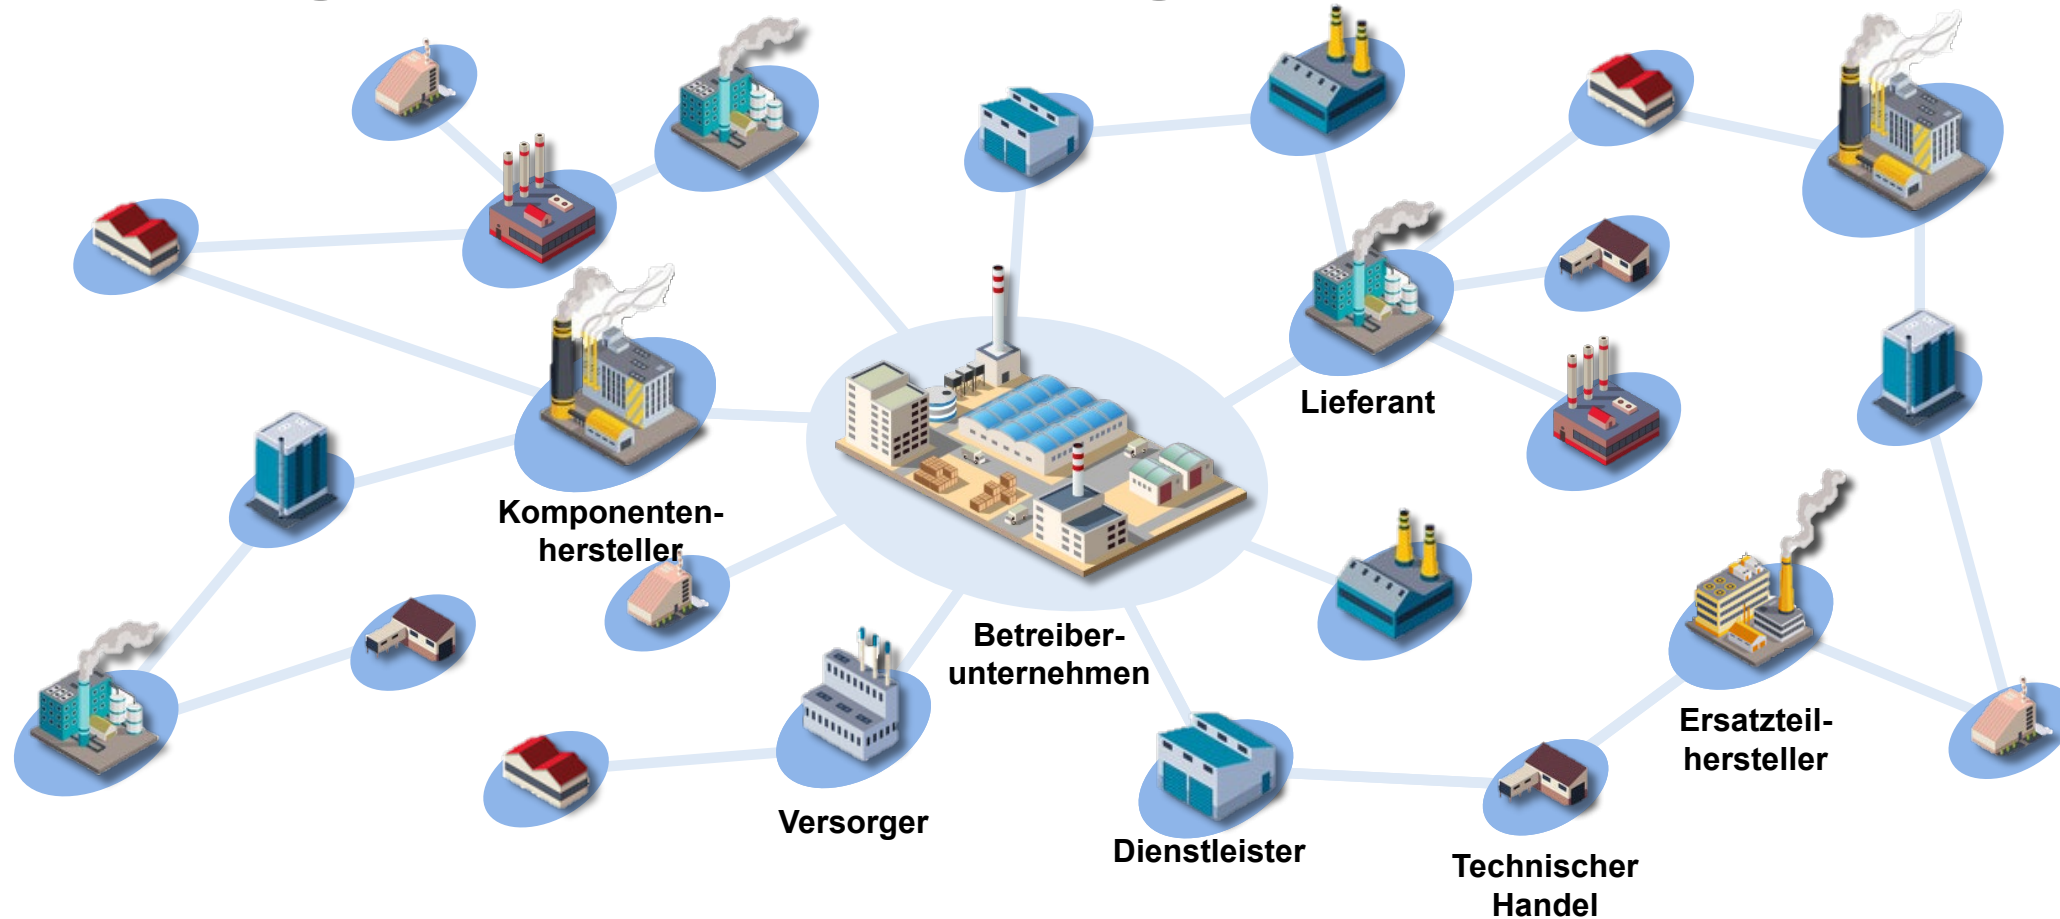 Lieferant
Komponenten-
hersteller
Betreiber-
unternehmen
Ersatzteil-
hersteller
Versorger
Dienstleister
Technischer
Handel